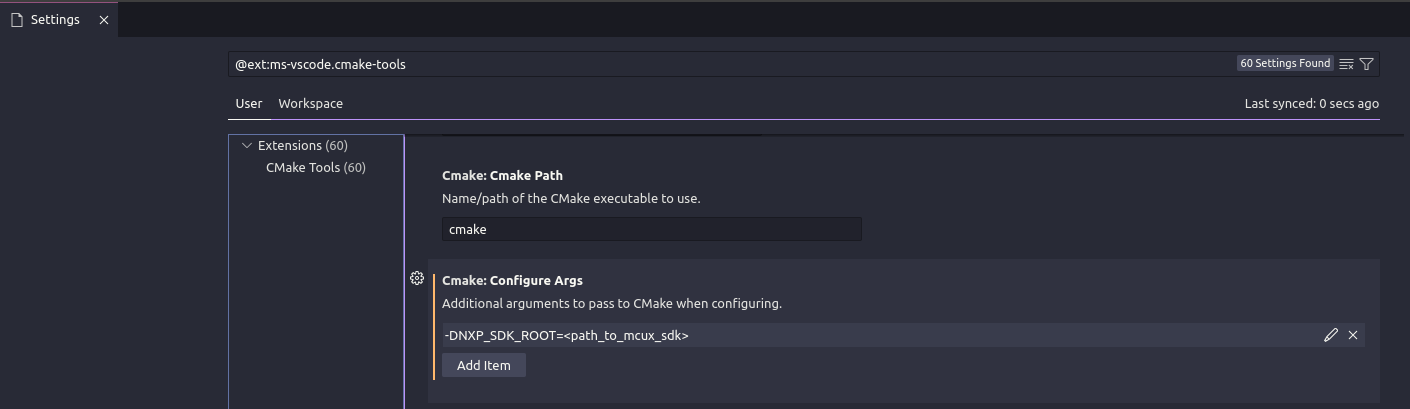 Settings
@ext:ms-vscode.cmake-tools
60 Settings Found
User Workspace
Last synced: 0 secs ago
Extensions (60)
CMake Tools (60)
Cmake: Cmake Path
Name/path of the CMake executable to use.
cmake
Cmake: Configure Args
Additional arguments to pass to CMake when configuring.
-DNXP_SDK_ROOT=<path_to_mcux_sdk>
Add Item